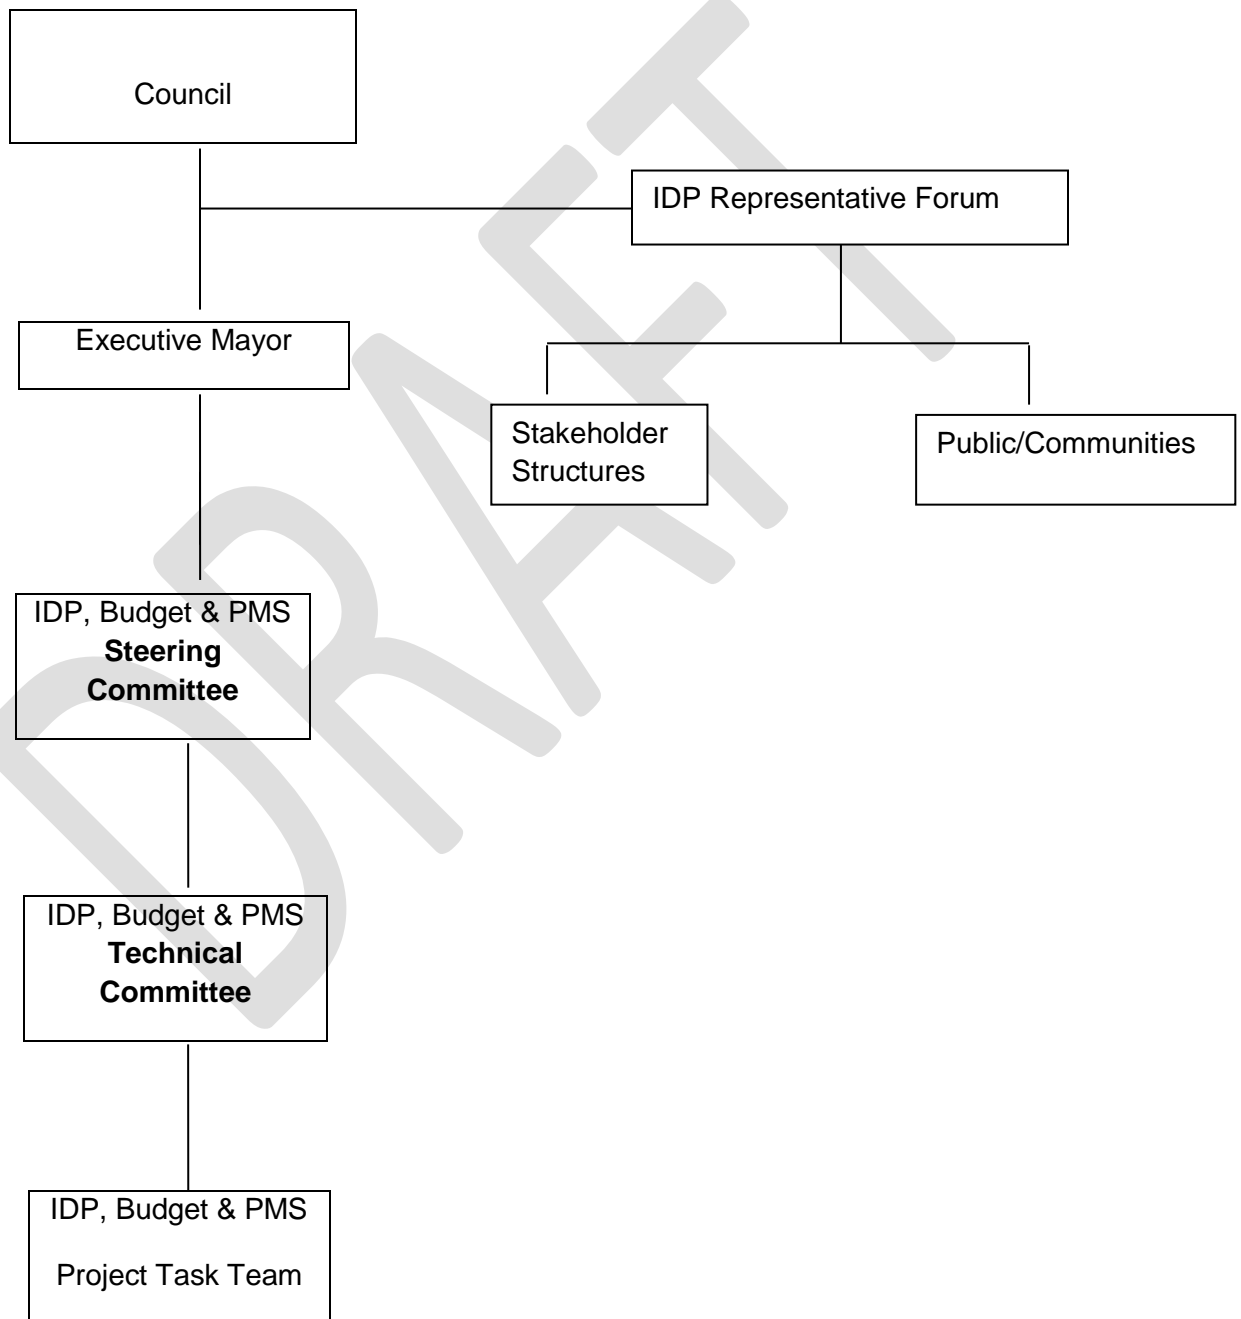 Council
IDP Representative Forum
Executive Mayor
Stakeholder
Structures
Public/Communities
IDP, Budget & PMS
Steering
Committee
IDP, Budget & PMS
Technical
Committee
IDP, Budget & PMS
Project Task Team
DRAFT